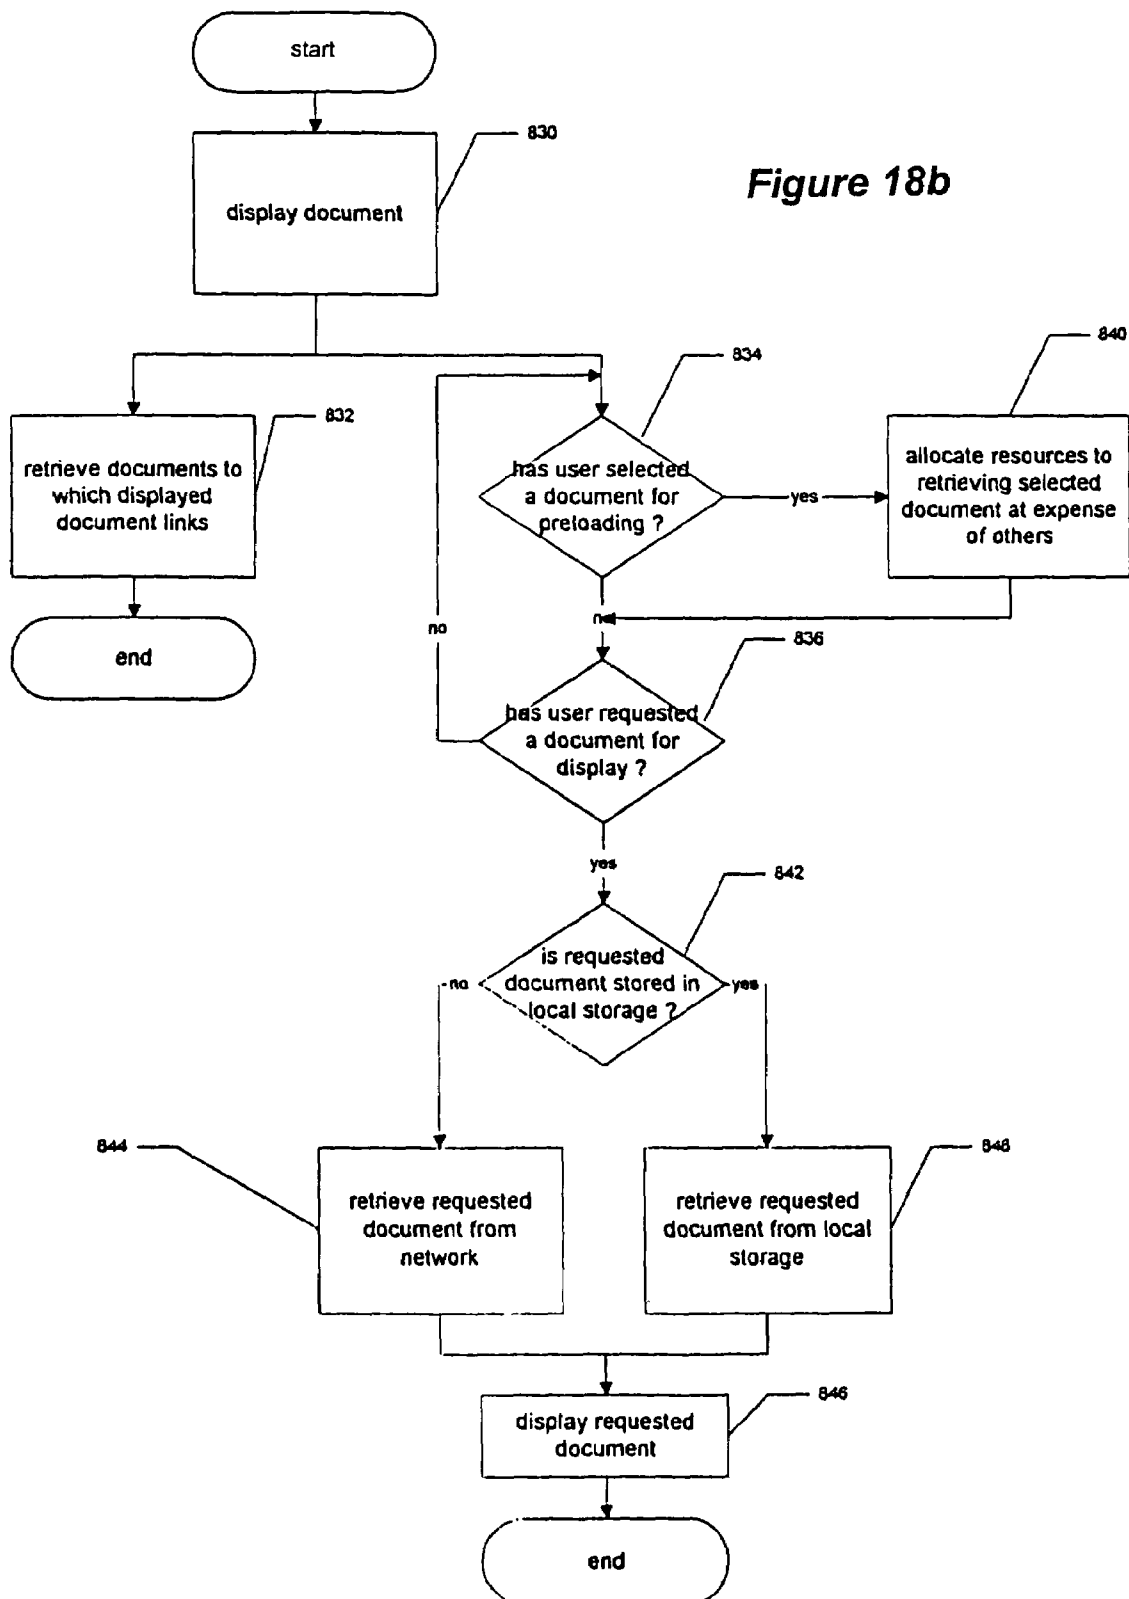 start
830
Figure 18b
display document
834
840
832
retrieve documents to
which displayed
document links
has user selected
a document for
preloading ?
yes
allocate resources to
retrieving selected
document at expense
of others
n
no
836
end
has user requested
a document for
display ?
yes
842
is requested
document stored in
local storage ?
no
yes
844
848
retrieve requested
document from
network
retrieve requested
document from local
storage
846
display requested
document
end